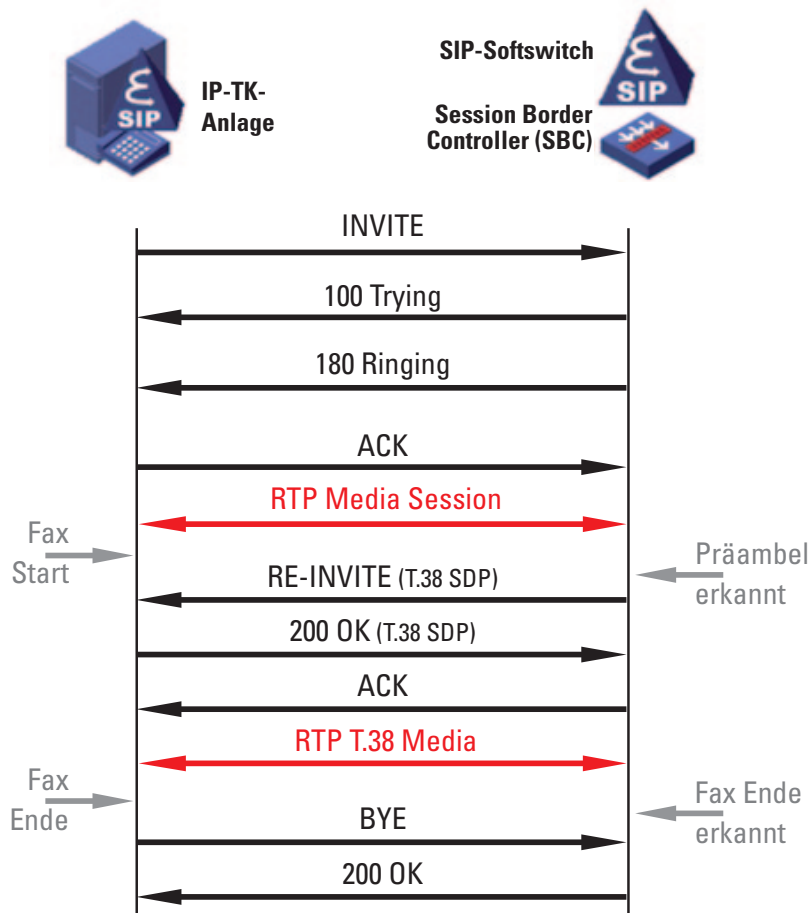 SIP
IP-TK-
Anlage
SIP-Softswitch
SIP
Session Border
Controller (SBC)
INVITE
100 Trying
180 Ringing
ACK
RTP Media Session
Fax
Start
Präambel
erkannt
RE-INVITE (T.38 SDP)
200 OK (T.38 SDP)
ACK
RTP T.38 Media
Fax
Ende
Fax Ende
erkannt
BYE
200 OK